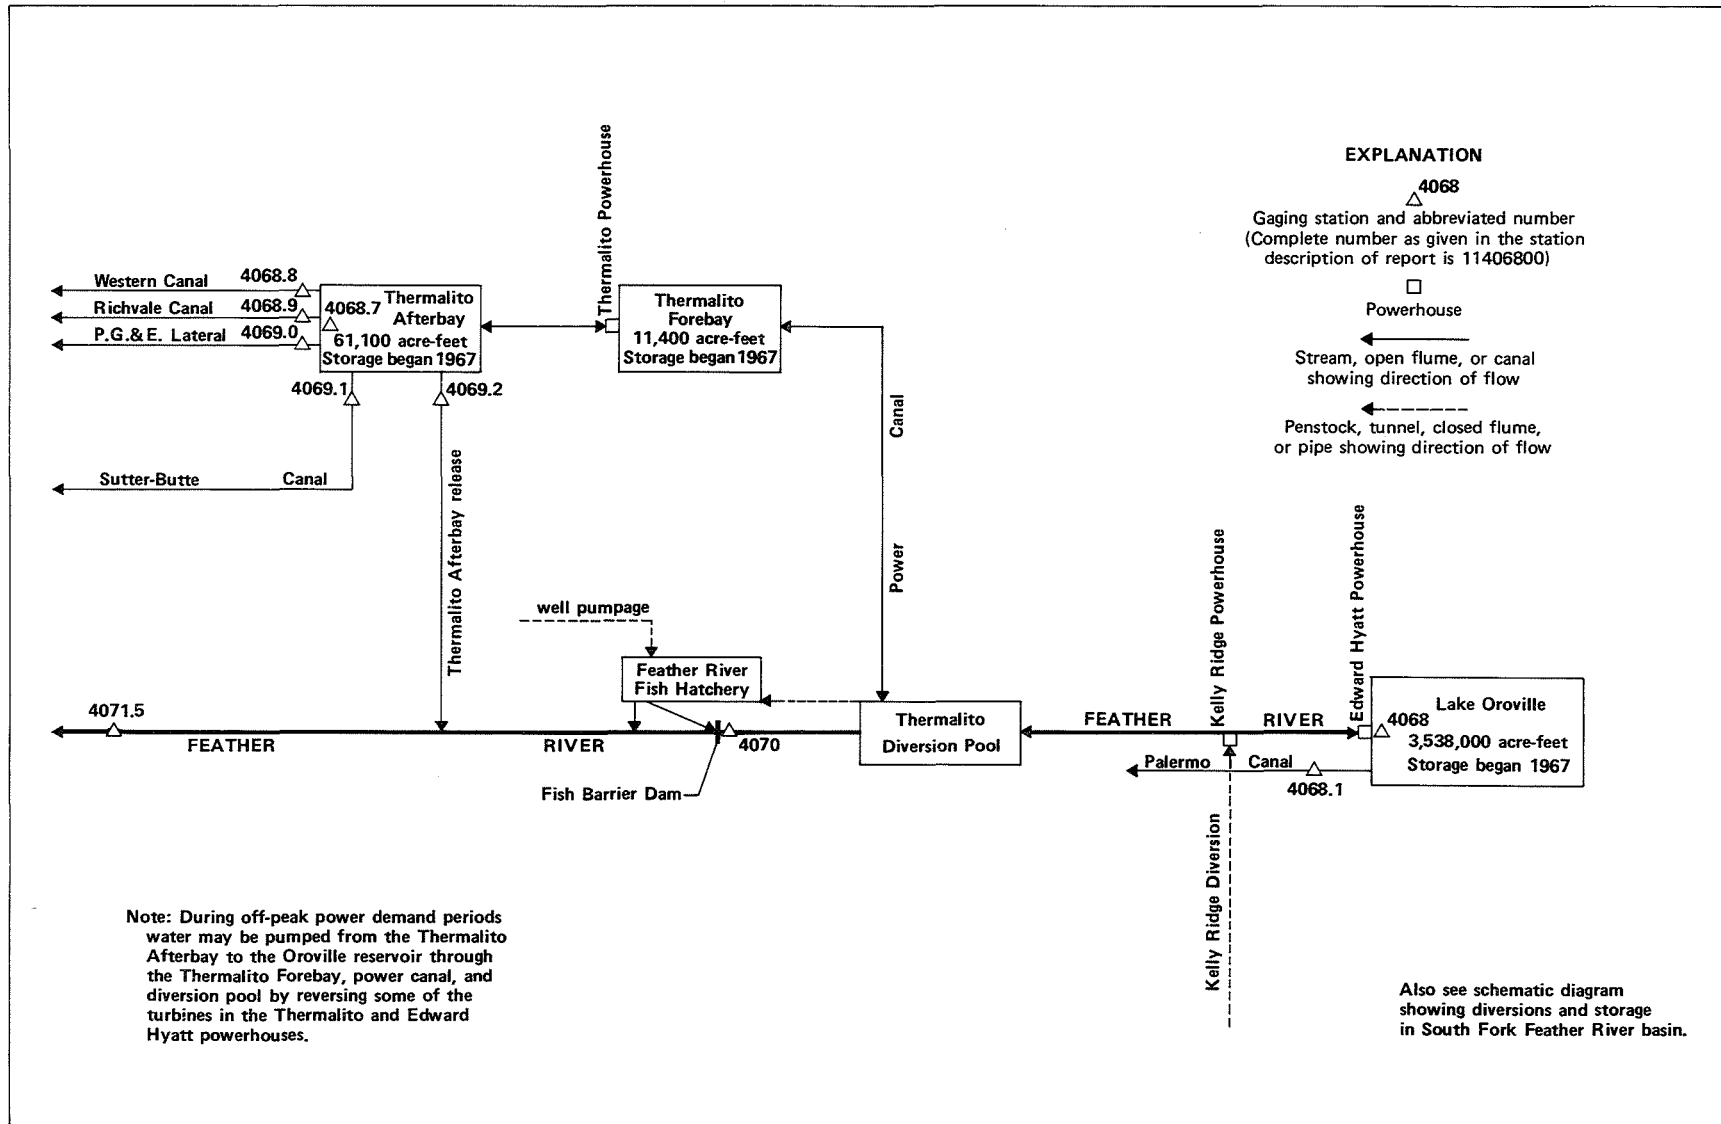 EXPLANATION
4068
Gaging station and abbreviated number
(Complete number as given in the station
description of report is 11406800)
Powerhouse
Stream, open flume, or canal
showing direction of flow
Penstock, tunnel, closed flume,
or pipe showing direction of flow
Thermalito Powerhouse
Western Canal 4068.8
Richvale Canal 4068.9
P.G.& E. Lateral 4069.0
4068.7
Thermalito
Afterbay
61,100 acre-feet
Storage began 1967
Thermalito
Forebay
11,400 acre-feet
Storage began 1967
4069.1
4069.2
Sutter-Butte Canal
Thermalito Afterbay release
Power Canal
well pumpage
Feather River
Fish Hatchery
4071.5
FEATHER RIVER
4070
Fish Barrier Dam
Thermalito
Diversion Pool
FEATHER RIVER
Kelly Ridge Powerhouse
Edward Hyatt Powerhouse
Lake Oroville
4068
3,538,000 acre-feet
Storage began 1967
Palermo Canal
4068.1
Kelly Ridge Diversion
Note: During off-peak power demand periods
water may be pumped from the Thermalito
Afterbay to the Oroville reservoir through
the Thermalito Forebay, power canal, and
diversion pool by reversing some of the
turbines in the Thermalito and Edward
Hyatt powerhouses.
Also see schematic diagram
showing diversions and storage
in South Fork Feather River basin.